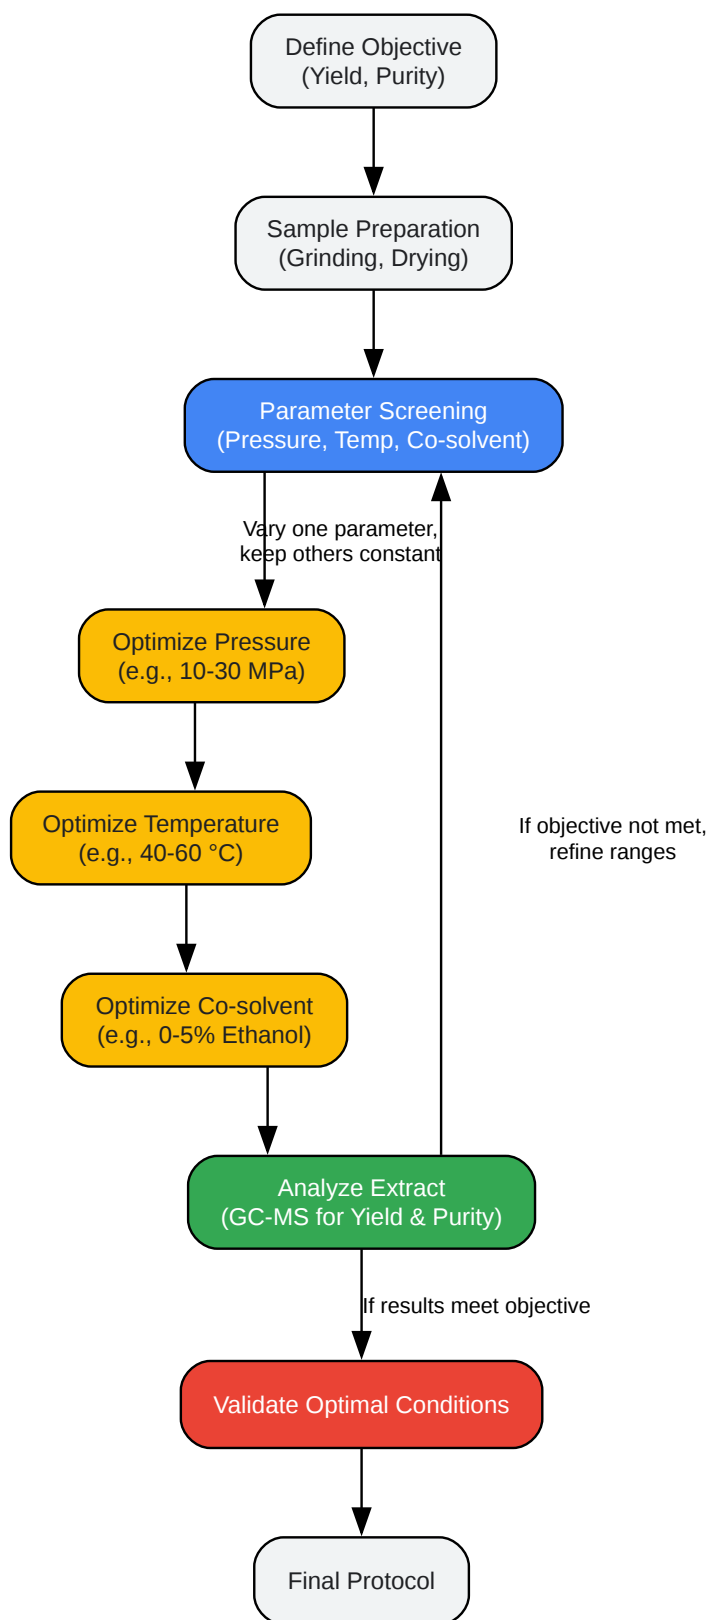 Define Objective
(Yield, Purity)
Sample Preparation
(Grinding, Drying)
Parameter Screening
(Pressure, Temp, Co-solvent)
Vary one parameter,
keep others constant
Optimize Pressure
(e.g., 10-30 MPa)
Optimize Temperature
(e.g., 40-60 °C)
If objective not met,
refine ranges
Optimize Co-solvent
(e.g., 0-5% Ethanol)
Analyze Extract
(GC-MS for Yield & Purity)
If results meet objective
Validate Optimal Conditions
Final Protocol